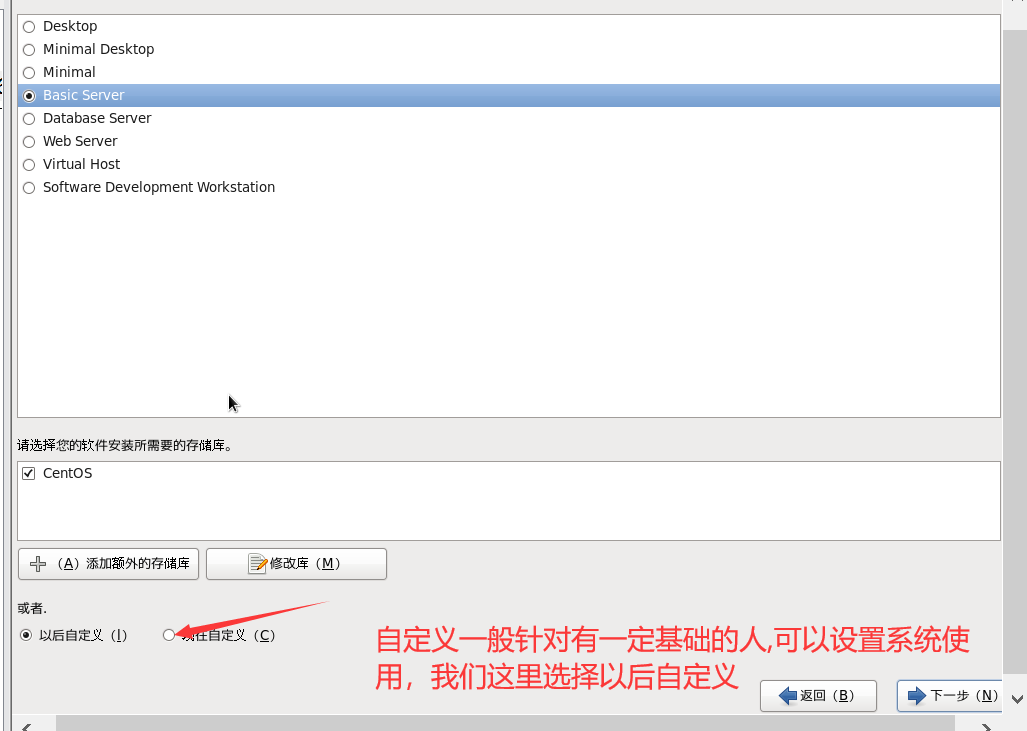 Desktop
Minimal Desktop
Minimal
Basic Server
Database Server
Web Server
Virtual Host
Software Development Workstation
请选择您的软件安装所需要的存储库。
CentOS
（A）添加额外的存储库 修改库（M）
或者.
以后自定义（I） 现在自定义（C）
自定义一般针对有一定基础的人,可以设置系统使
用，我们这里选择以后自定义
返回（B） 下一步（N）